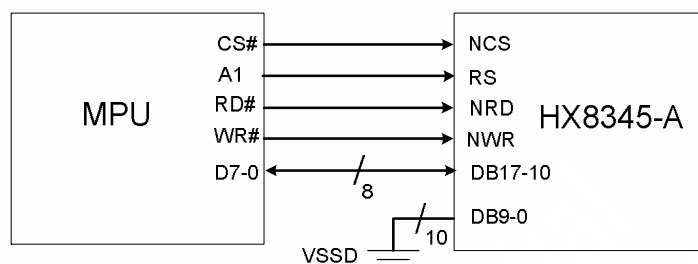 CS# NCS
A1 RS
RD# NRD
MPU HX8345-A
WR# NWR
D7-0 8 DB17-10
DB9-0
10
VSSD